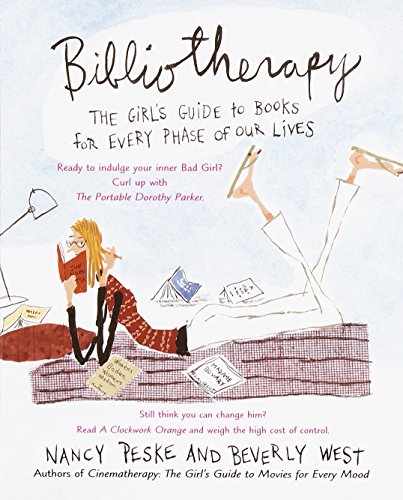 Bibliotherapy
THE GIRL'S GUIDE TO BOOKS
FOR EVERY PHASE OF OUR LIVES
Ready to indulge your inner Bad Girl?
Curl up with
The Portable Dorothy Parker.
Still think you can change him?
Read A Clockwork Orange and weigh the high cost of control.
NANCY PESKE AND BEVERLY WEST
Authors of Cinematherapy: The Girl's Guide to Movies for Every Mood